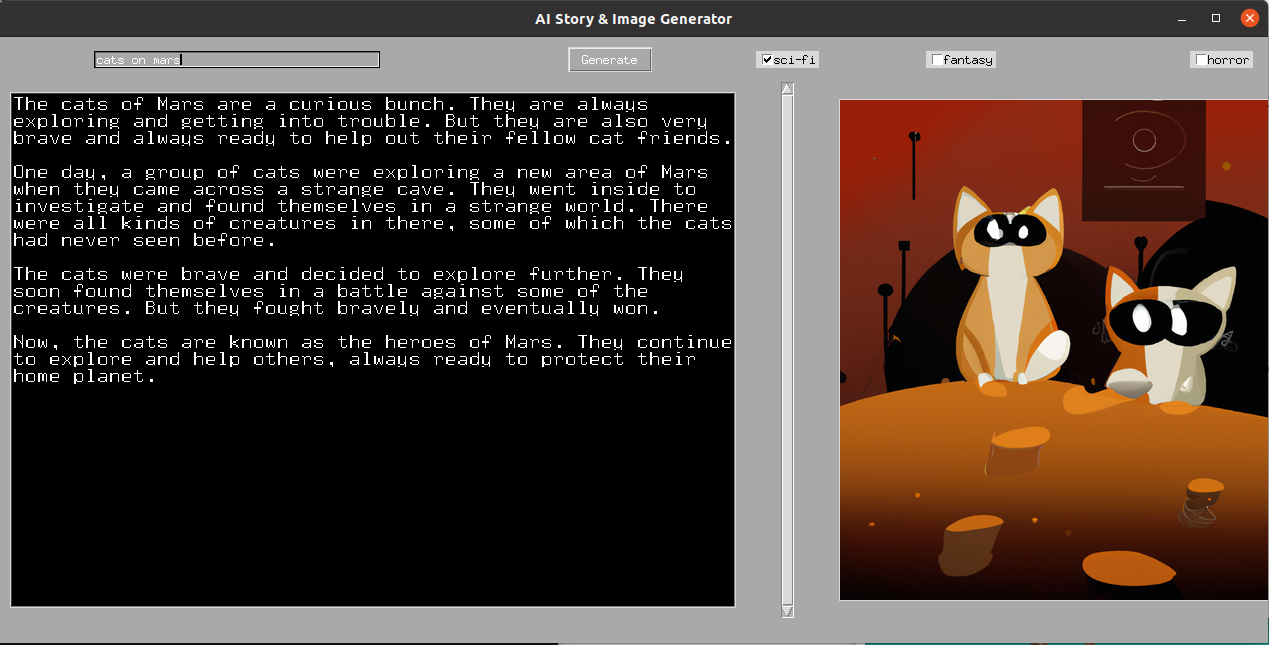 AI Story & Image Generator
cats on mars
Generate
sci-fi
fantasy
horror
The cats of Mars are a curious bunch. They are always
exploring and getting into trouble. But they are also very
brave and always ready to help out their fellow cat friends.
One day, a group of cats were exploring a new area of Mars
when they came across a strange cave. They went inside to
investigate and found themselves in a strange world. There
were all kinds of creatures in there, some of which the cats
had never seen before.
The cats were brave and decided to explore further. They
soon found themselves in a battle against some of the
creatures. But they fought bravely and eventually won.
Now, the cats are known as the heroes of Mars. They continue
to explore and help others, always ready to protect their
home planet.